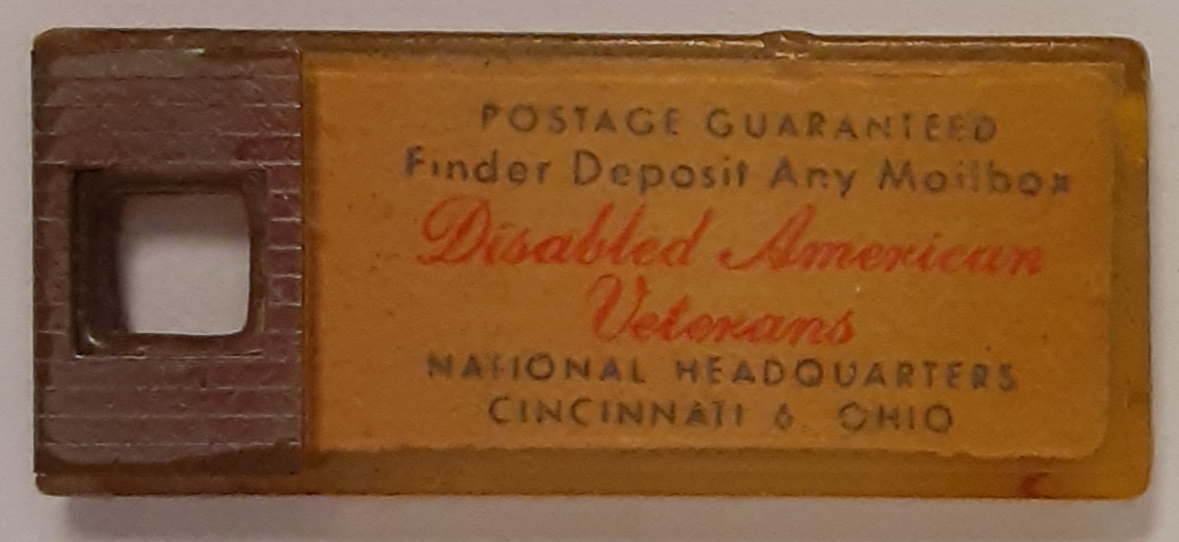 POSTAGE GUARANTEED
Finder Deposit Any Mailbox
Disabled American
Veterans
NATIONAL HEADQUARTERS
CINCINNATI 6 OHIO